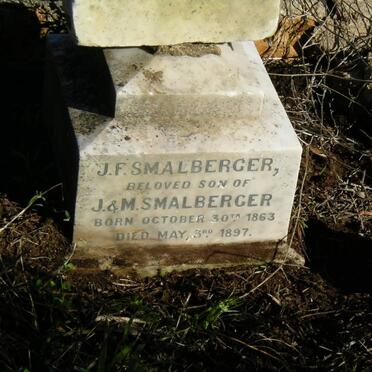 J.F. SMALBERGER,
BELOVED SON OF
J.&M. SMALBERGER
BORN OCTOBER 30TH 1863
DIED MAY, 3RD 1897.